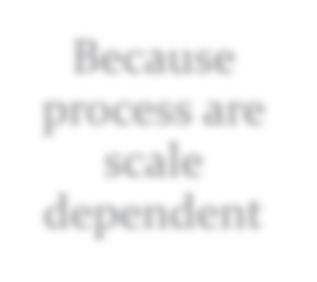 Because
process are
scale
dependent